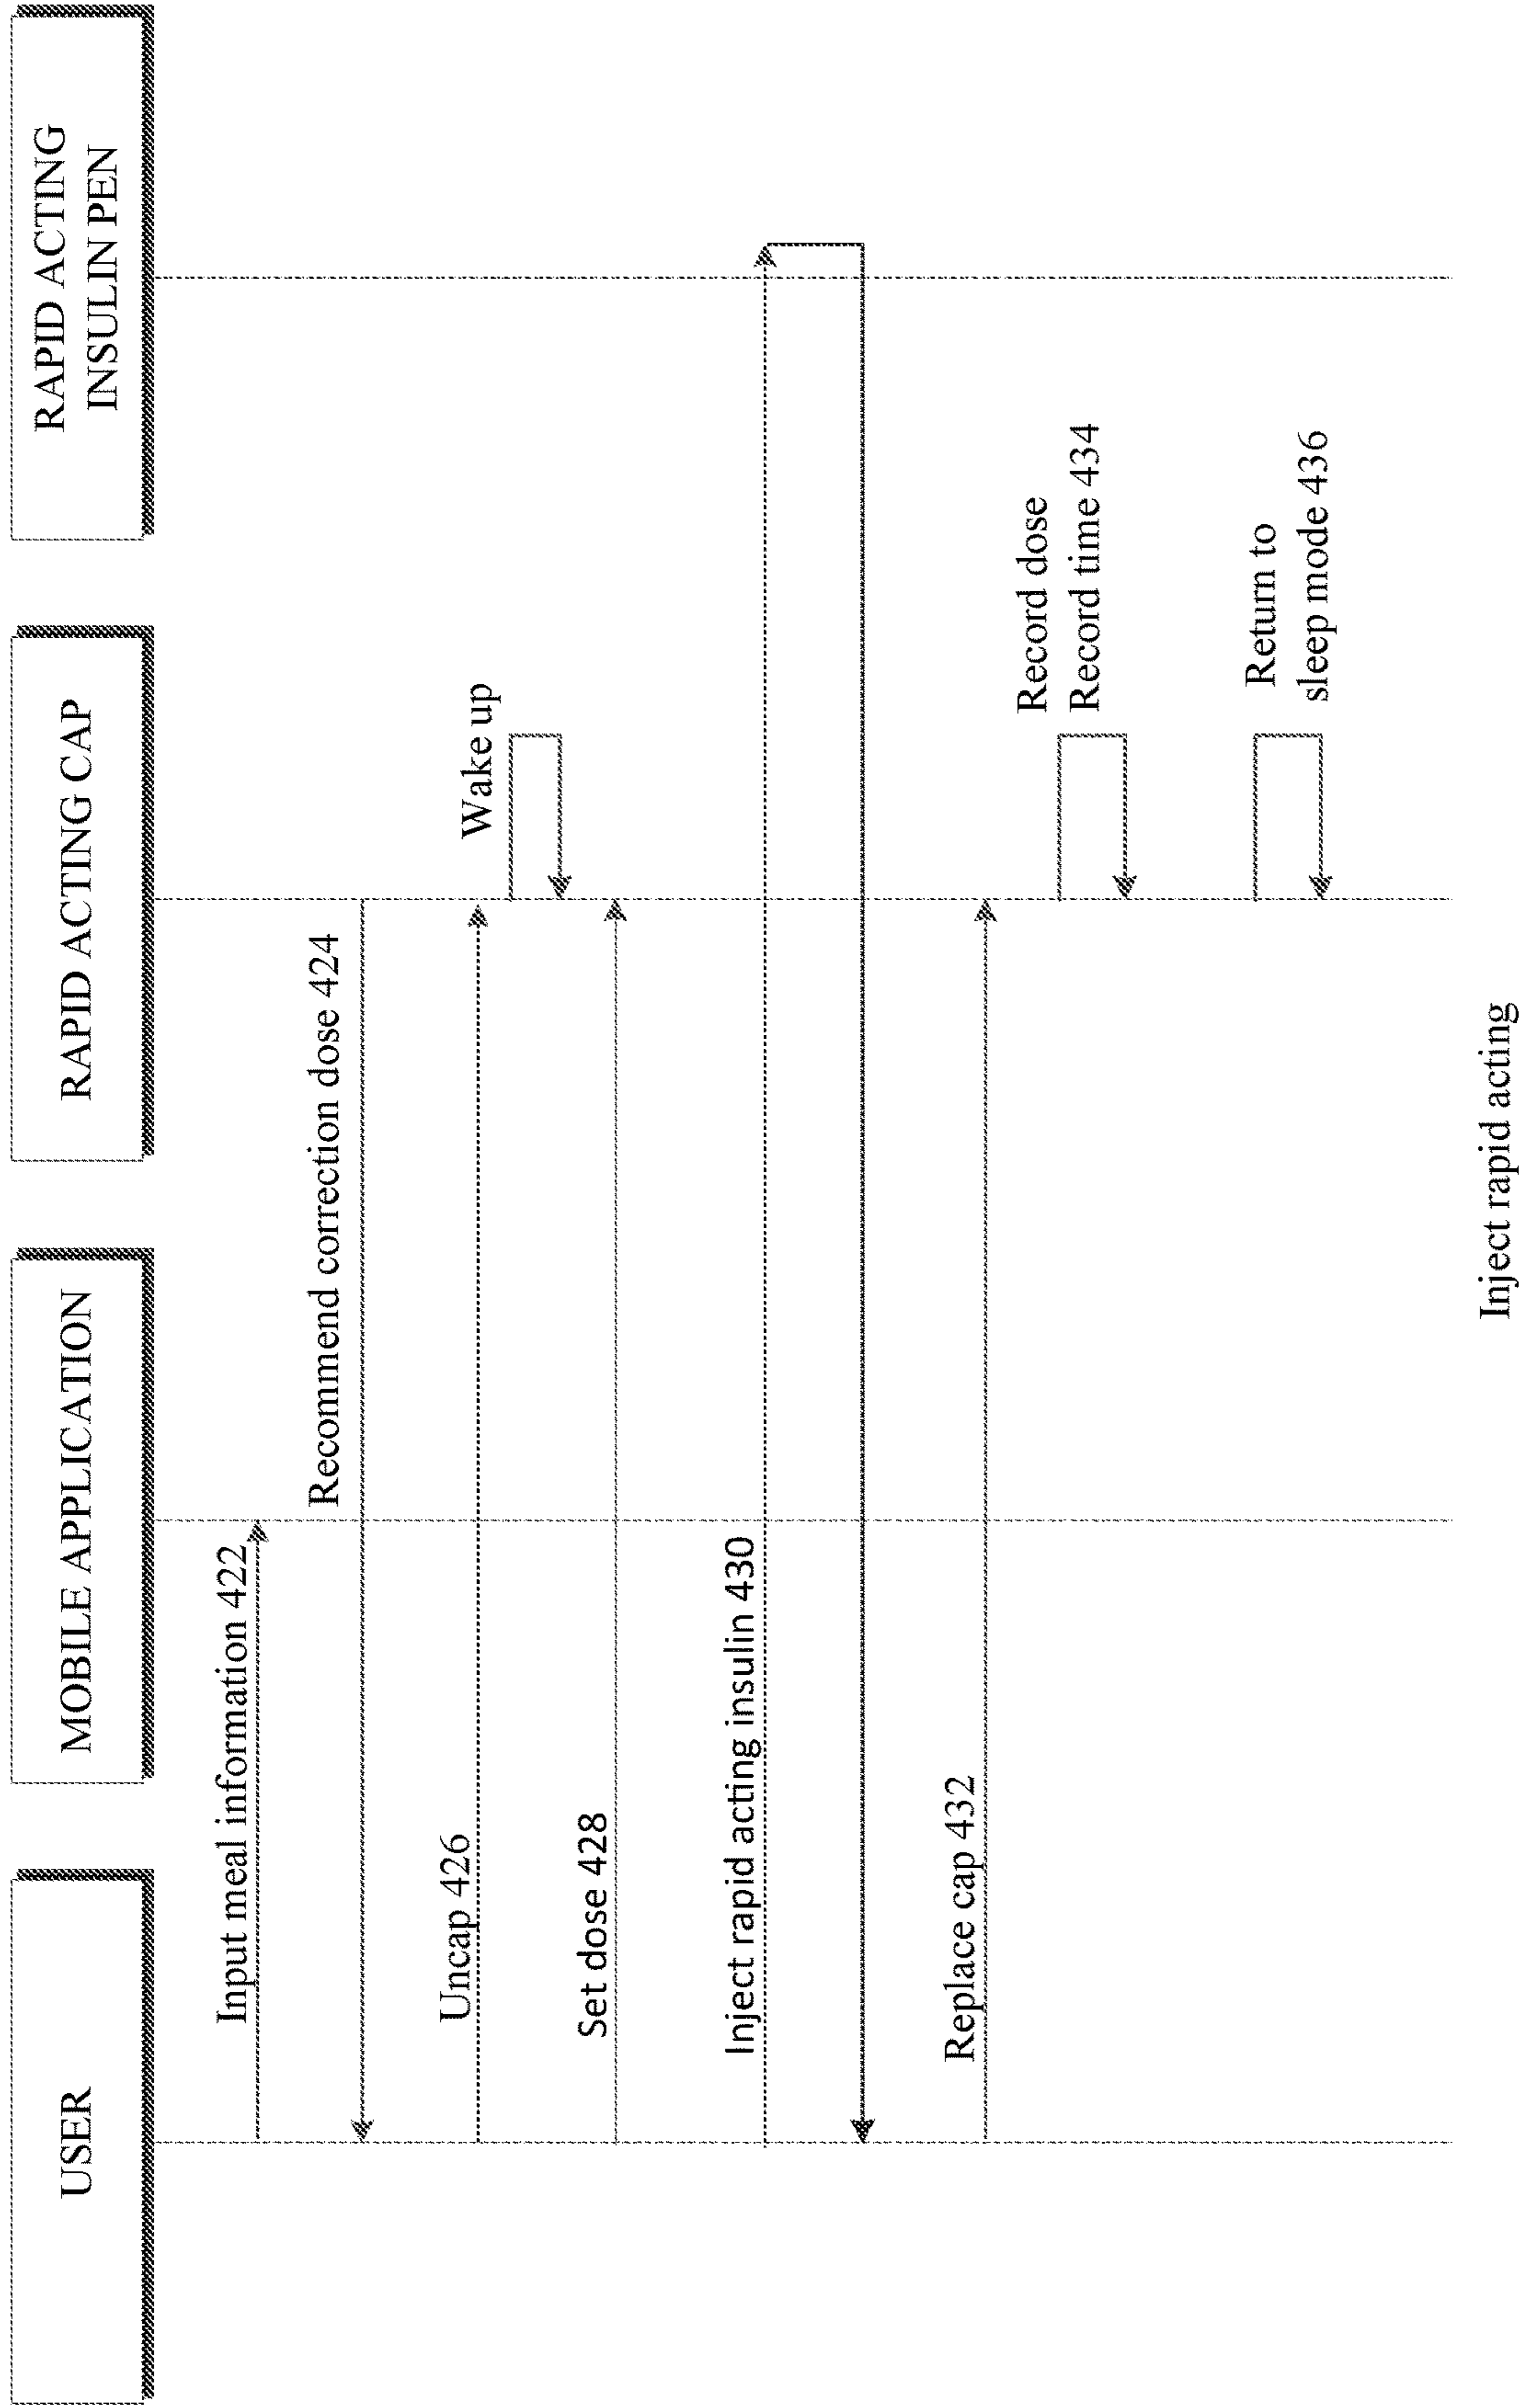 USER
MOBILE APPLICATION
RAPID ACTING CAP
RAPID ACTING
INSULIN PEN
Input meal information 422
Recommend correction dose 424
Uncap 426
Wake up
Set dose 428
Inject rapid acting insulin 430
Replace cap 432
Record dose
Record time 434
Return to
sleep mode 436
Inject rapid acting